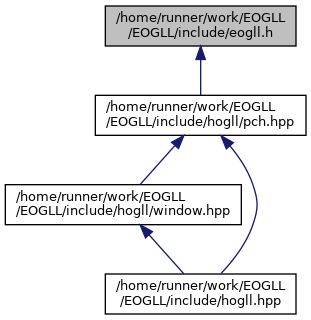 /home/runner/work/EOGLL
/EOGLL/include/eogll.h
/home/runner/work/EOGLL
/EOGLL/include/hogll/pch.hpp
/home/runner/work/EOGLL
/EOGLL/include/hogll/window.hpp
/home/runner/work/EOGLL
/EOGLL/include/hogll.hpp